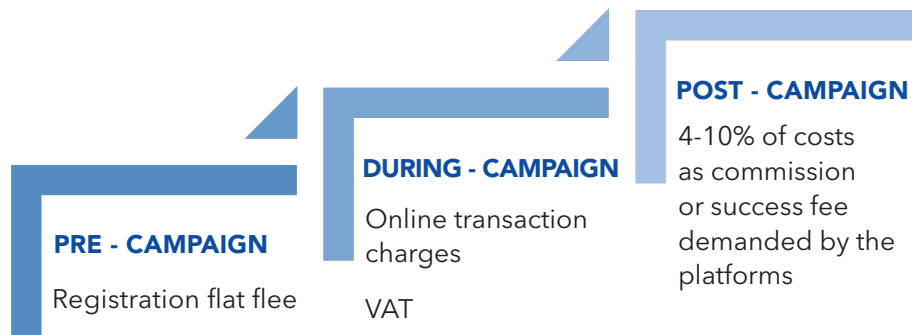 PRE - CAMPAIGN
Registration flat flee
DURING - CAMPAIGN
Online transaction
charges
VAT
POST - CAMPAIGN
4-10% of costs
as commission
or success fee
demanded by the
platforms